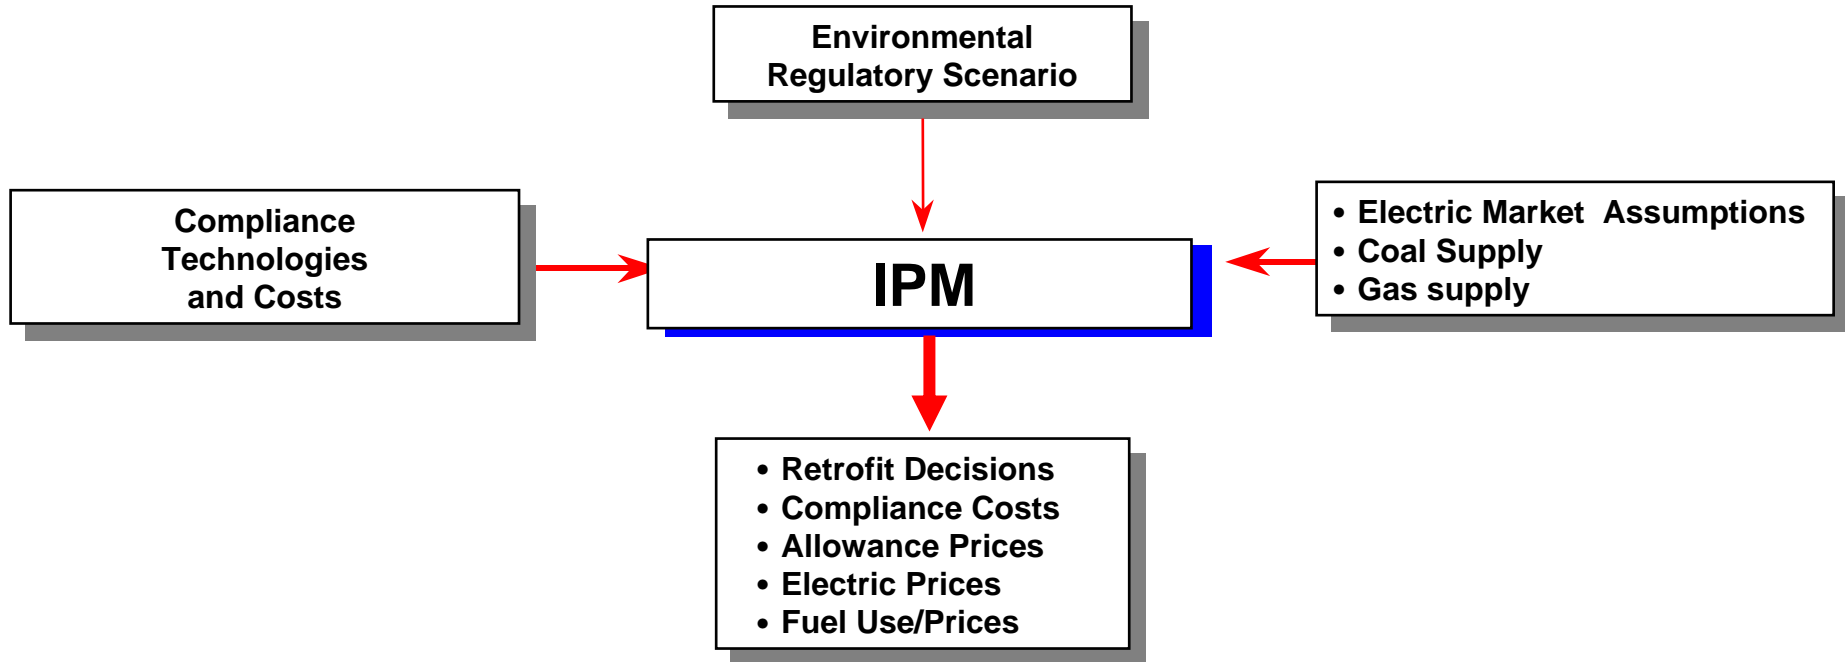 Environmental
Regulatory Scenario
Compliance
Technologies
and Costs
IPM
• Electric Market  Assumptions
• Coal Supply
• Gas supply
• Retrofit Decisions
• Compliance Costs
• Allowance Prices
• Electric Prices
• Fuel Use/Prices